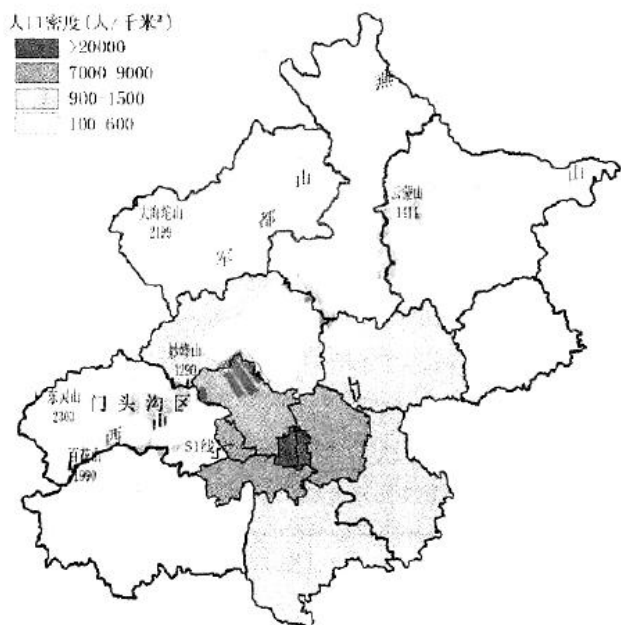 人口密度(人/千米²)
>20000
7000-9000
900-1500
100-600
燕
山
云蒙山
1414
山
都
军
大海坨山
2199
妙峰山
1290
东灵山
2303
门头沟区
山
西
百花山
1990
S1线